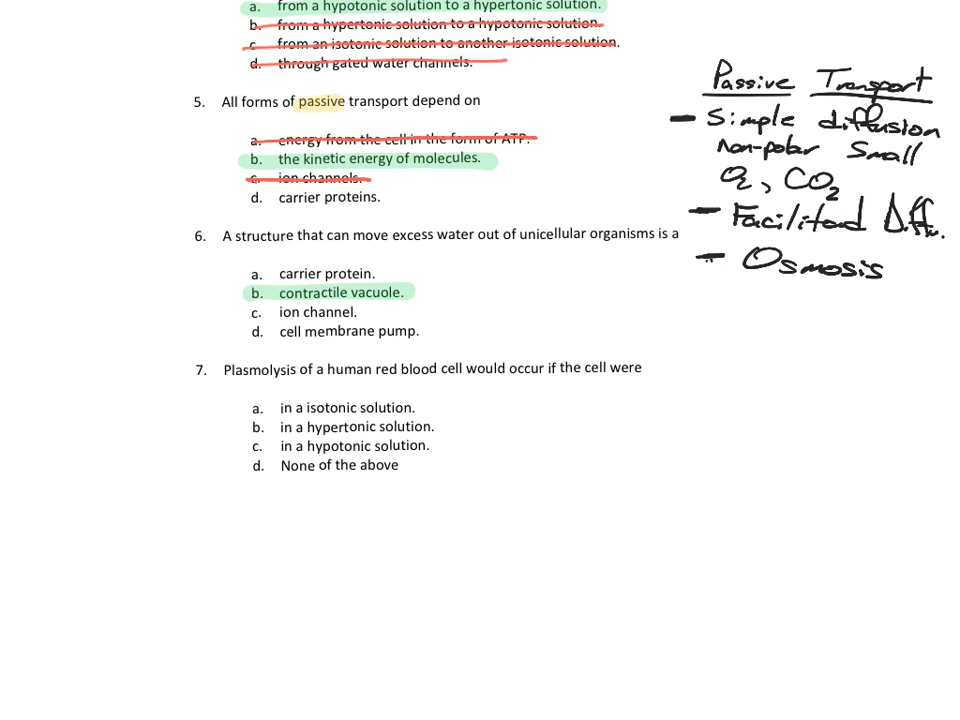 a. from a hypotonic solution to a hypertonic solution.
b. from a hypertonic solution to a hypotonic solution.
c from an isotonic solution to another isotonic solution.
d. through gated water channels.
Passive Transport
5. All forms of passive transport depend on
- Simple diffusion
a. energy from the cell in the form of ATP.
non-polar small
b. the kinetic energy of molecules.
c. ion channels.
O2, CO2
d. carrier proteins.
- Facilitaed Diff.
6. A structure that can move excess water out of unicellular organisms is a
- Osmosis
a. carrier protein.
b. contractile vacuole.
c. ion channel.
d. cell membrane pump.
7. Plasmolysis of a human red blood cell would occur if the cell were
a. in a isotonic solution.
b. in a hypertonic solution.
c. in a hypotonic solution.
d. None of the above